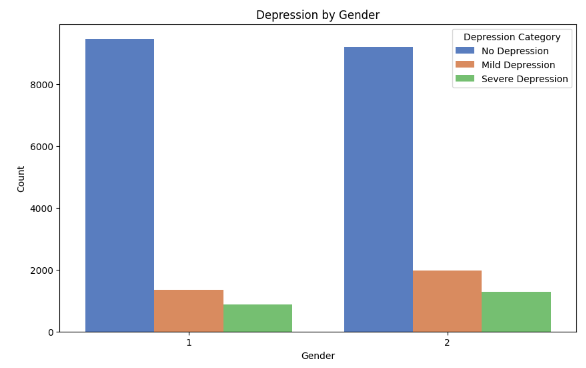 Depression by Gender
Depression Category
No Depression
Mild Depression
Severe Depression
Count
8000
6000
4000
2000
0
1 2
Gender